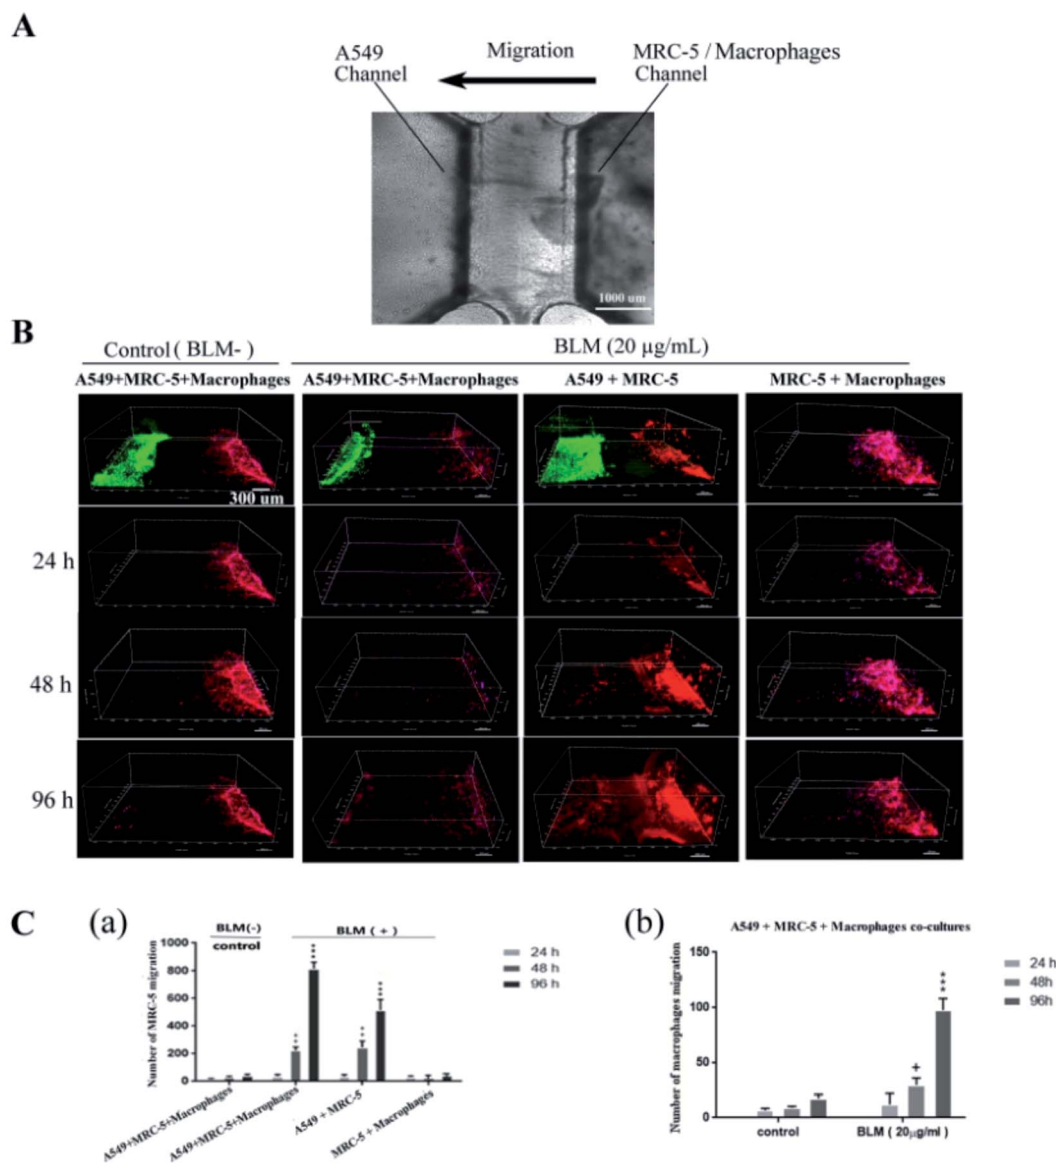 A
A549
Channel
Migration
MRC-5 / Macrophages
Channel
1000 um
B
Control ( BLM- )
BLM (20 µg/mL)
A549+MRC-5+Macrophages
A549+MRC-5+Macrophages
A549 + MRC-5
MRC-5 + Macrophages
300 um
24 h
48 h
96 h
C
(a)
BLM(-)
control
BLM ( + )
Number of MRC-5 migration
1000
800
600
400
200
0
24 h
48 h
96 h
A549+MRC-5+Macrophages
A549+MRC-5+Macrophages
A549 + MRC-5
MRC-5 + Macrophages
(b)
A549 + MRC-5 + Macrophages co-cultures
Number of macrophages migration
150
100
50
0
+
***
24 h
48h
96h
control
BLM ( 20µg/ml )